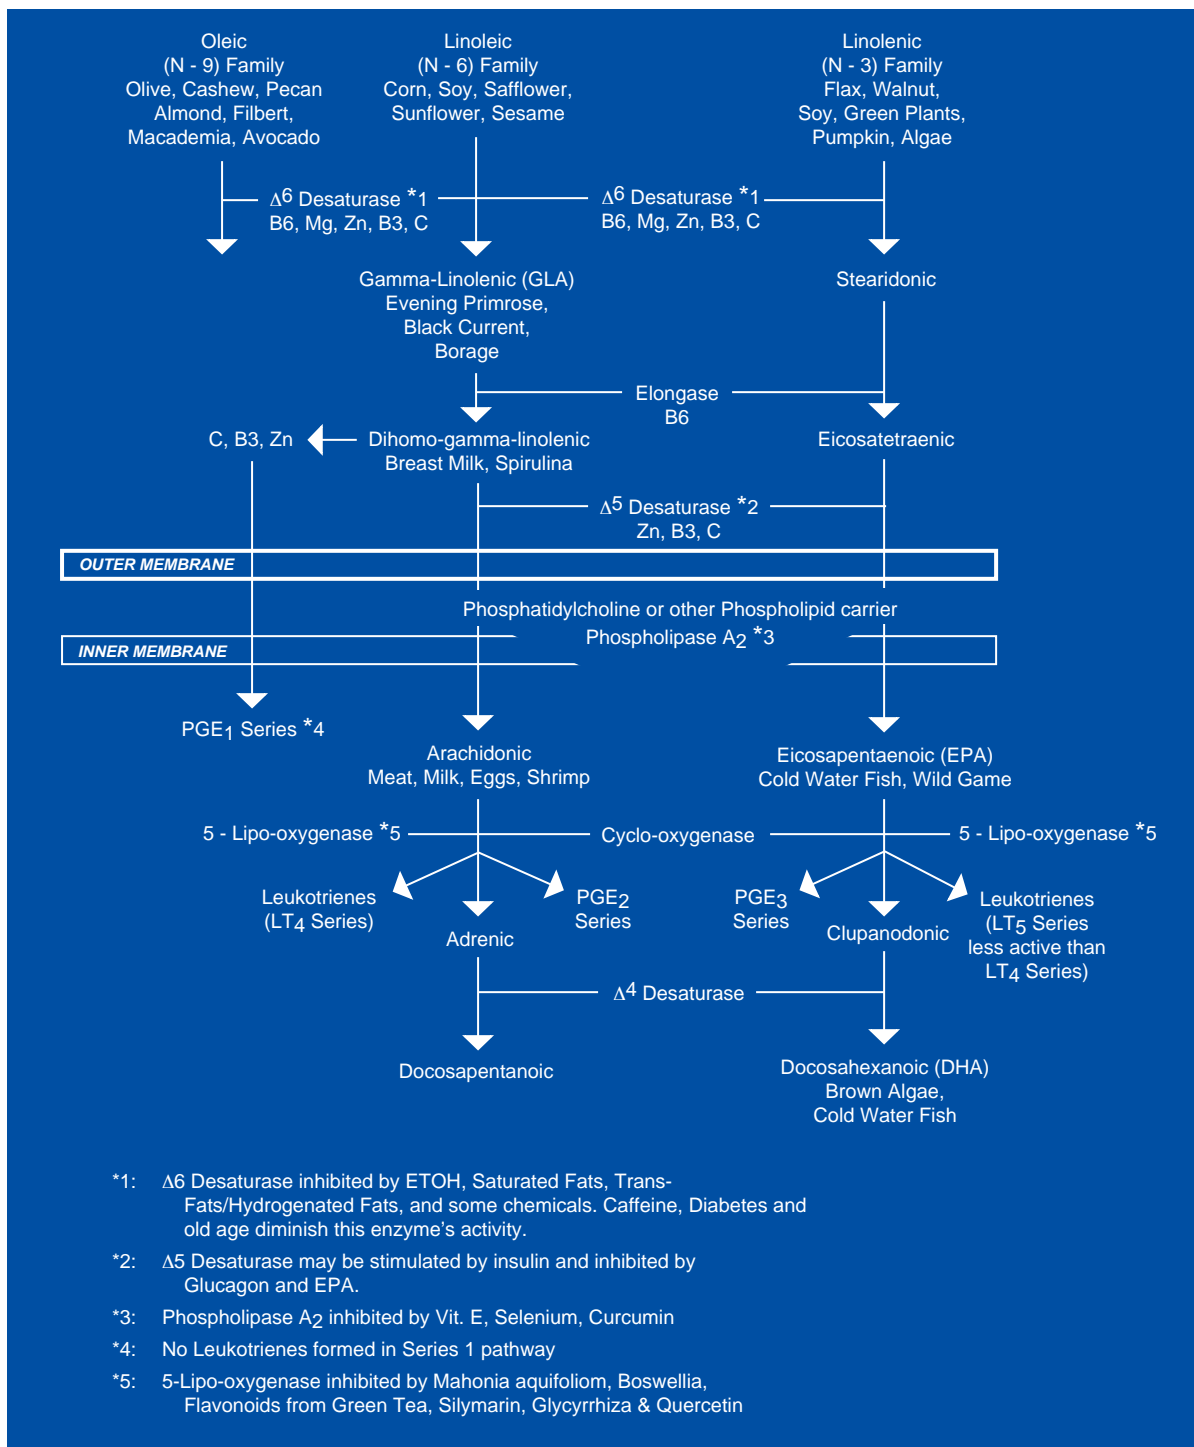 Oleic
(N - 9) Family
Olive, Cashew, Pecan
Almond, Filbert,
Macademia, Avocado
Linoleic
(N - 6) Family
Corn, Soy, Safflower,
Sunflower, Sesame
Linolenic
(N - 3) Family
Flax, Walnut,
Soy, Green Plants,
Pumpkin, Algae
Δ6 Desaturase *1
B6, Mg, Zn, B3, C
Δ6 Desaturase *1
B6, Mg, Zn, B3, C
Gamma-Linolenic (GLA)
Evening Primrose,
Black Current,
Borage
Stearidonic
Elongase
B6
C, B3, Zn
Dihomo-gamma-linolenic
Breast Milk, Spirulina
Eicosatetraenic
Δ5 Desaturase *2
Zn, B3, C
OUTER MEMBRANE
Phosphatidylcholine or other Phospholipid carrier
Phospholipase A2 *3
INNER MEMBRANE
PGE1 Series *4
Arachidonic
Meat, Milk, Eggs, Shrimp
Eicosapentaenoic (EPA)
Cold Water Fish, Wild Game
5 - Lipo-oxygenase *5
Cyclo-oxygenase
5 - Lipo-oxygenase *5
Leukotrienes
(LT4 Series)
Adrenic
PGE2
Series
PGE3
Series
Clupanodonic
Leukotrienes
(LT5 Series
less active than
LT4 Series)
Δ4 Desaturase
Docosapentanoic
Docosahexanoic (DHA)
Brown Algae,
Cold Water Fish
*1: Δ6 Desaturase inhibited by ETOH, Saturated Fats, Trans-
Fats/Hydrogenated Fats, and some chemicals. Caffeine, Diabetes and
old age diminish this enzyme's activity.
*2: Δ5 Desaturase may be stimulated by insulin and inhibited by
Glucagon and EPA.
*3: Phospholipase A2 inhibited by Vit. E, Selenium, Curcumin
*4: No Leukotrienes formed in Series 1 pathway
*5: 5-Lipo-oxygenase inhibited by Mahonia aquifoliom, Boswellia,
Flavonoids from Green Tea, Silymarin, Glycyrrhiza & Quercetin